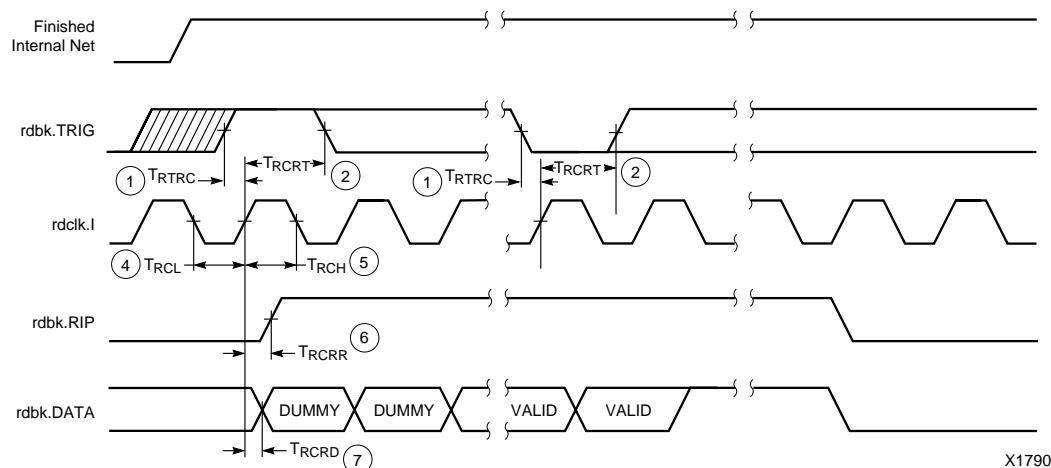 Finished
Internal Net
rdbk.TRIG
TRCRT 2 TRCRT 2
1 TRTRC 1 TRTRC
rdclk.I
4 TRCL TRCH 5
rdbk.RIP
TRCRR 6
rdbk.DATA DUMMY DUMMY VALID VALID
TRCRD 7
X1790